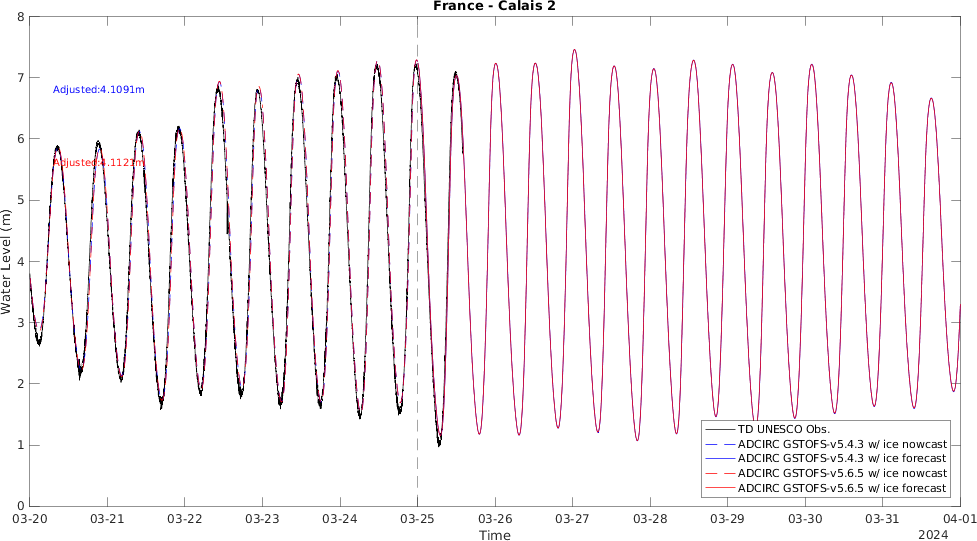 France - Calais 2
8
7
6
5
4
3
2
1
0
Water Level (m)
Adjusted:4.1091m
Adjusted:4.1121m
TD UNESCO Obs.
ADCIRC GSTOFS-v5.4.3 w/ ice nowcast
ADCIRC GSTOFS-v5.4.3 w/ ice forecast
ADCIRC GSTOFS-v5.6.5 w/ ice nowcast
ADCIRC GSTOFS-v5.6.5 w/ ice forecast
03-20 03-21 03-22 03-23 03-24 03-25 03-26 03-27 03-28 03-29 03-30 03-31 04-01
Time
2024